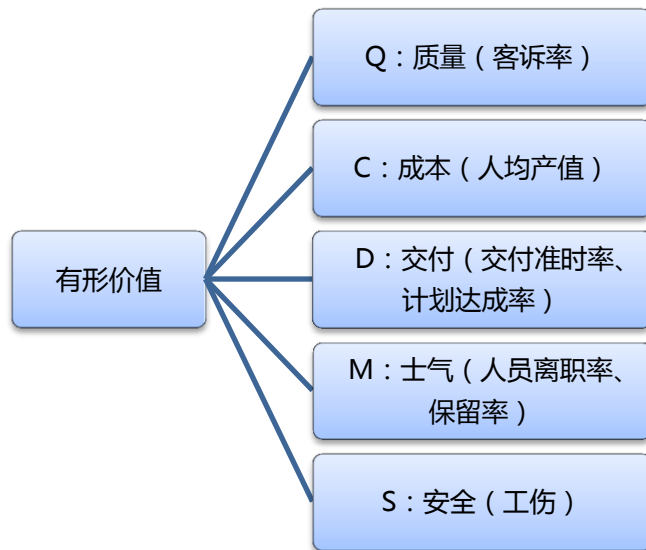 Q：质量（客诉率）
C：成本（人均产值）
有形价值
D：交付（交付准时率、
计划达成率）
M：士气（人员离职率、
保留率）
S：安全（工伤）